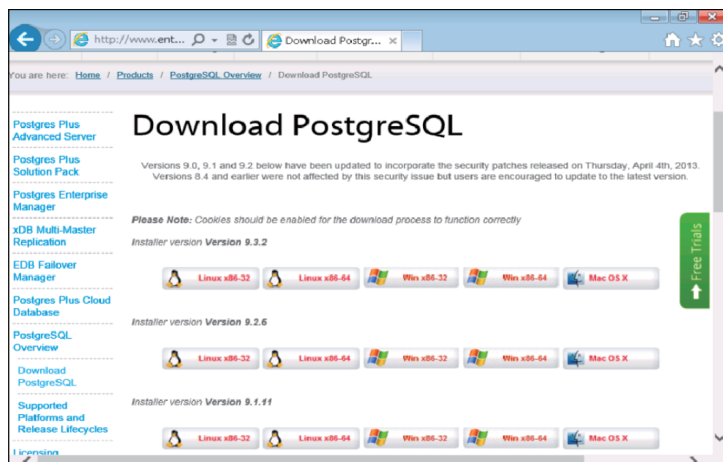 http://www.ent...
Download Postgr...
You are here: Home / Products / PostgreSQL Overview / Download PostgreSQL
Postgres Plus
Advanced Server
Postgres Plus
Solution Pack
Postgres Enterprise
Manager
xDB Multi-Master
Replication
EDB Failover
Manager
Postgres Plus Cloud
Database
PostgreSQL
Overview
Download
PostgreSQL
Supported
Platforms and
Release Lifecycles
Licensing
Download PostgreSQL
Versions 9.0, 9.1 and 9.2 below have been updated to incorporate the security patches released on Thursday, April 4th, 2013.
Versions 8.4 and earlier were not affected by this security issue but users are encouraged to update to the latest version.
Please Note: Cookies should be enabled for the download process to function correctly
Installer version Version 9.3.2
Linux x86-32 Linux x86-64 Win x86-32 Win x86-64 Mac OS X
Installer version Version 9.2.6
Linux x86-32 Linux x86-64 Win x86-32 Win x86-64 Mac OS X
Installer version Version 9.1.11
Linux x86-32 Linux x86-64 Win x86-32 Win x86-64 Mac OS X
Free Trials